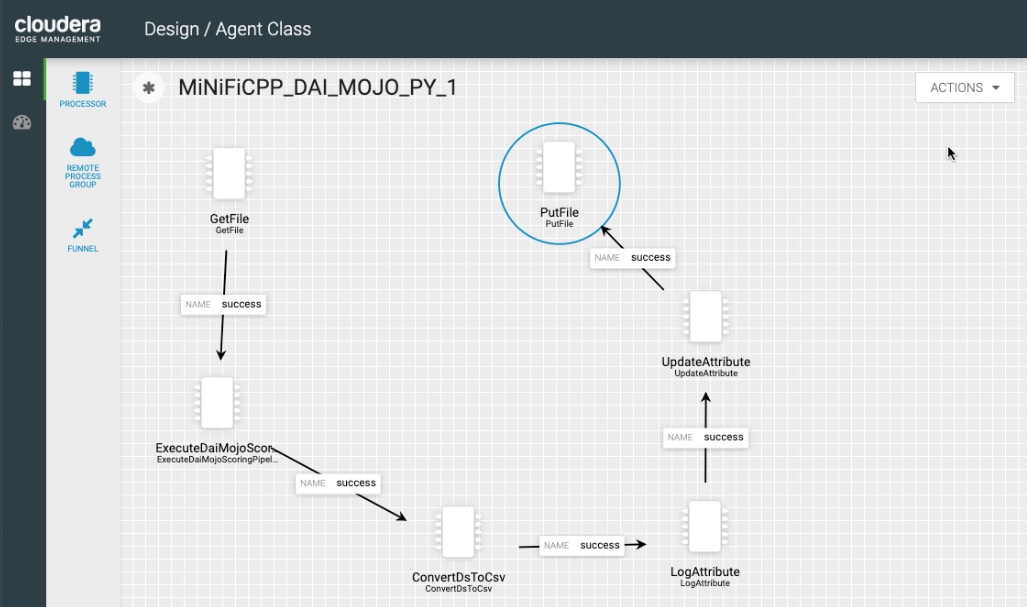 cloudera
EDGE MANAGEMENT
Design / Agent Class
PROCESSOR
REMOTE
PROCESS
GROUP
FUNNEL
MiNiFiCPP_DAI_MOJO_PY_1
ACTIONS
GetFile
GetFile
NAME success
ExecuteDaiMojoScor...
ExecuteDaiMojoScoringPipel...
NAME success
ConvertDsToCsv
ConvertDsToCsv
NAME success
LogAttribute
LogAttribute
NAME success
UpdateAttribute
UpdateAttribute
NAME success
PutFile
PutFile